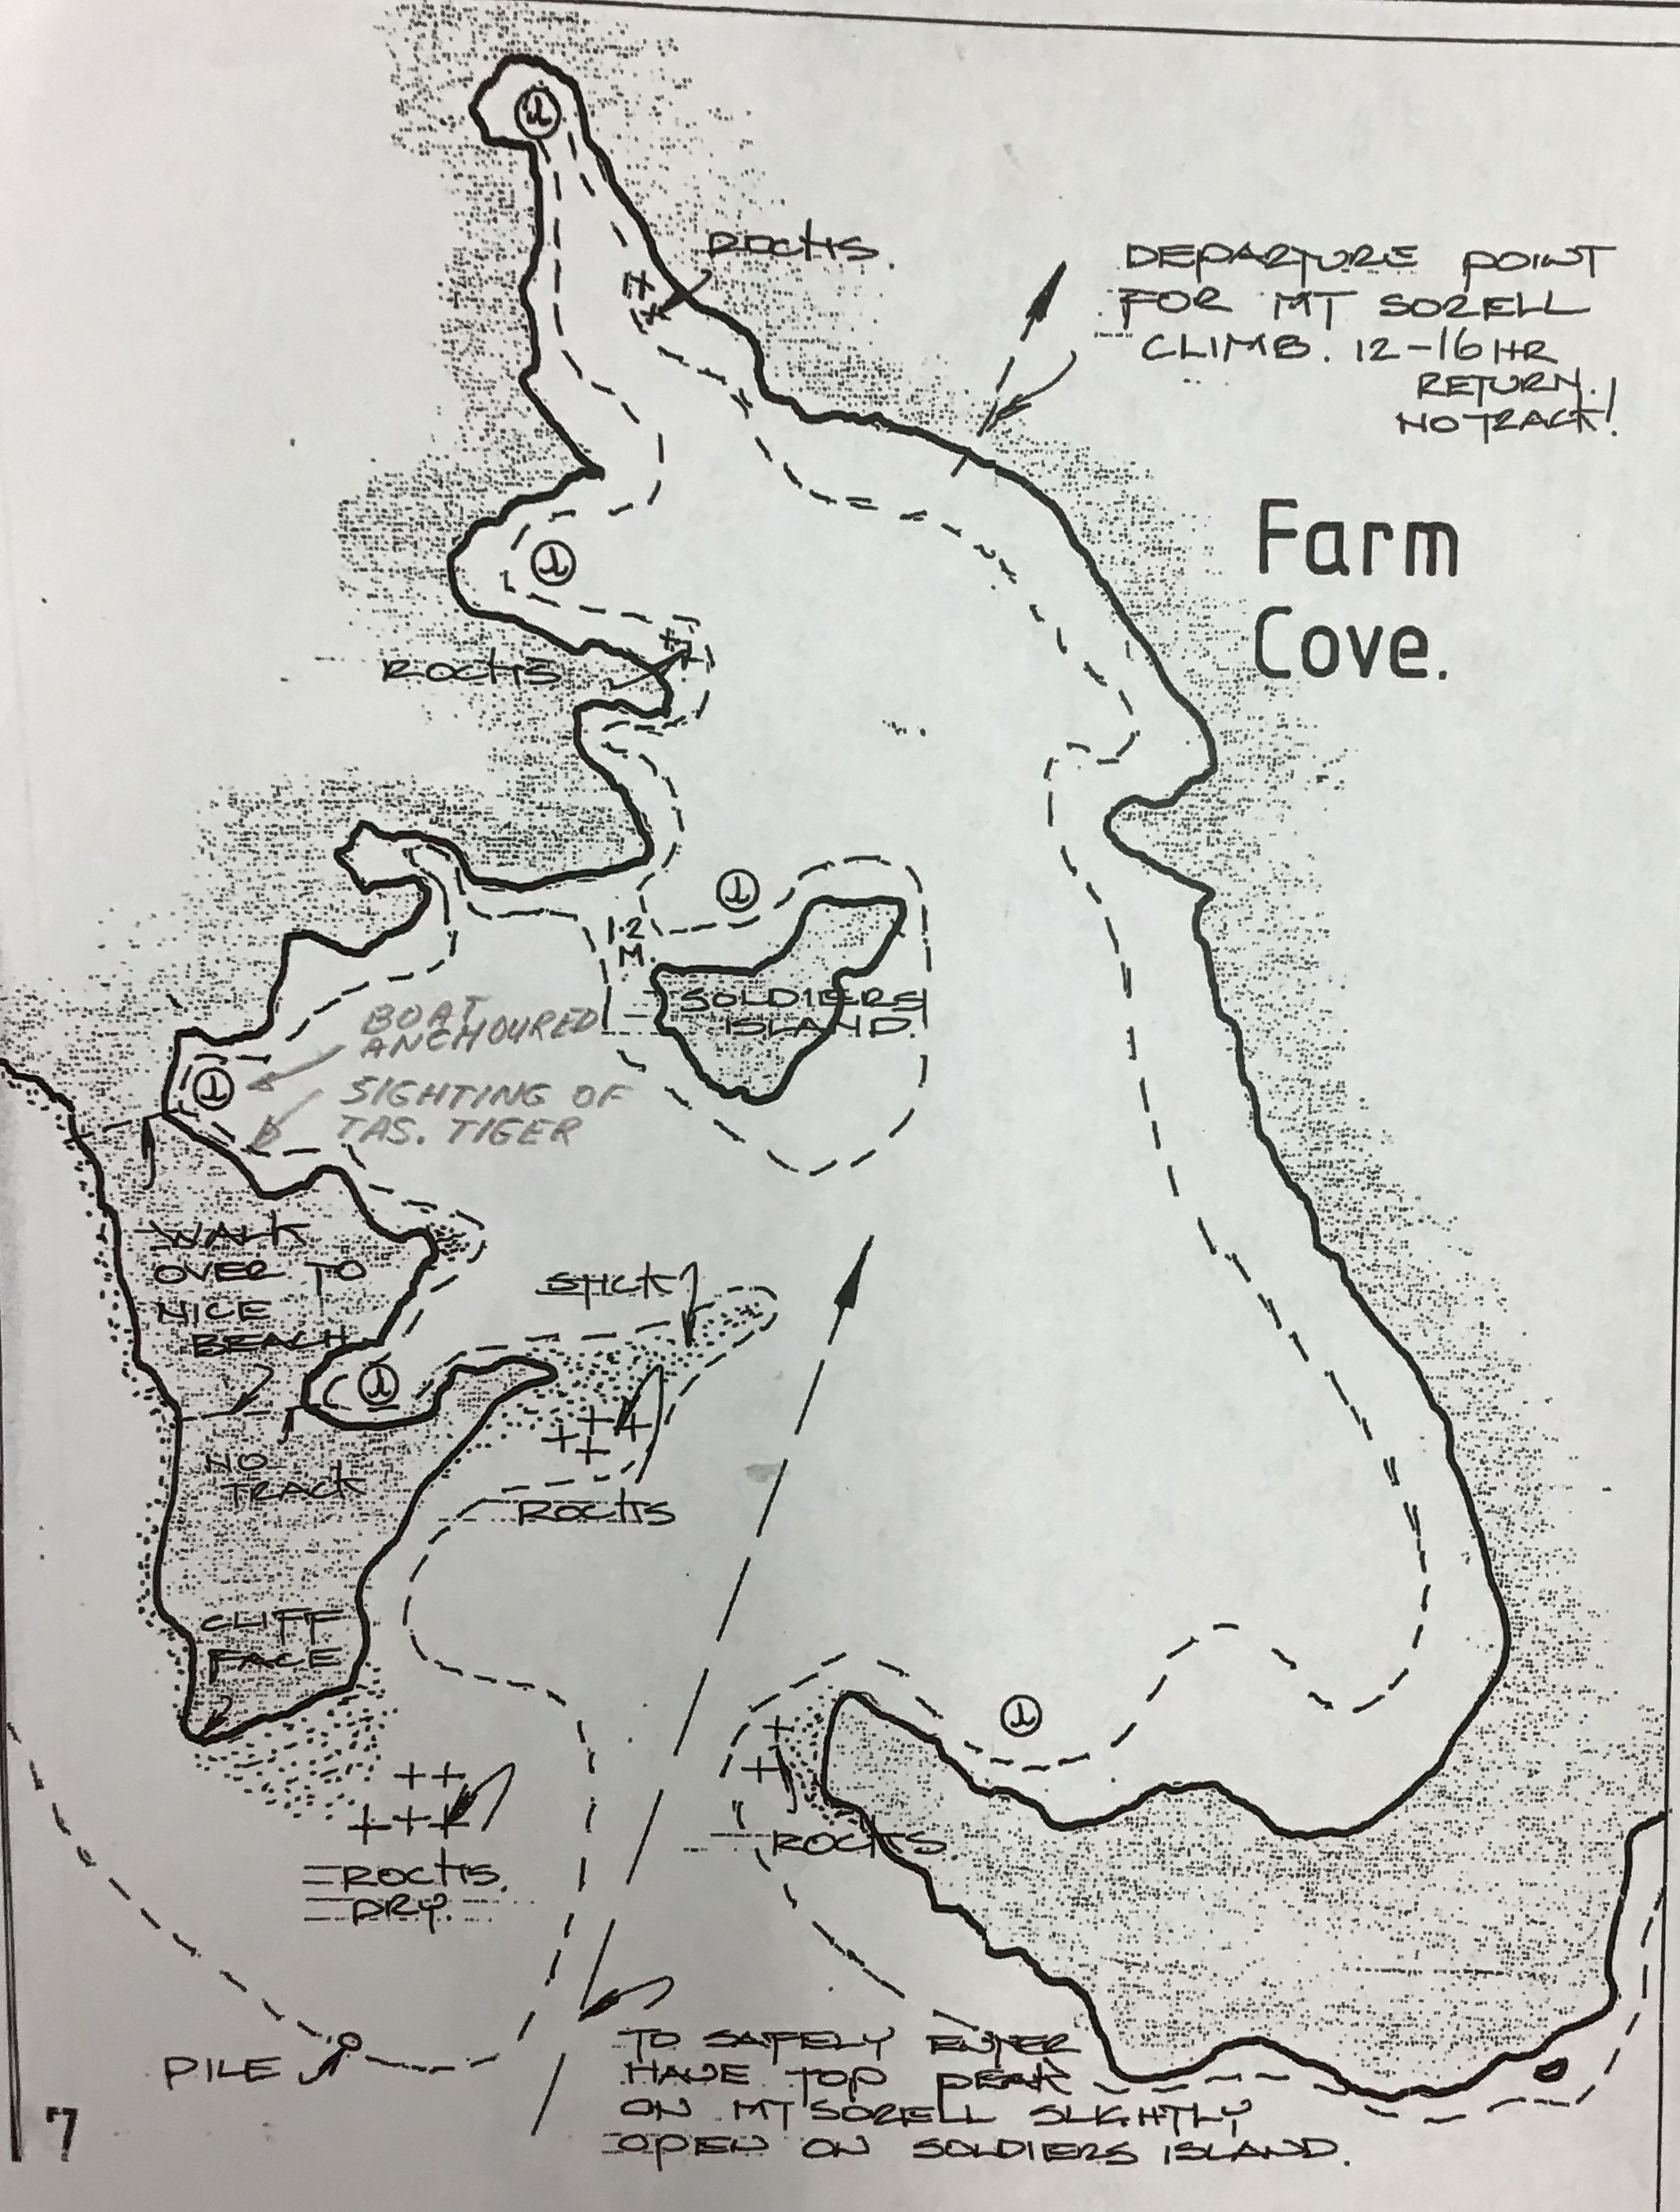 ROCKS.
DEPARTURE POINT
FOR MT SORELL
CLIMB. 12-16 HR
RETURN.
NO TRACK!
Farm
Cove.
ROCKS
1.2
M.
SOLDIERS
ISLAND.
BOAT
ANCHOURED
SIGHTING OF
TAS. TIGER
WALK
OVER TO
NICE
BEACH
STICK
NO
TRACK
ROCKS
CLIFF
FACE
ROCKS.
ROCKS.
DRY.
PILE
TO SAFELY ENTER
HAVE TOP PEAK
ON MT SORELL SLIGHTLY
OPEN ON SOLDIERS ISLAND.
7